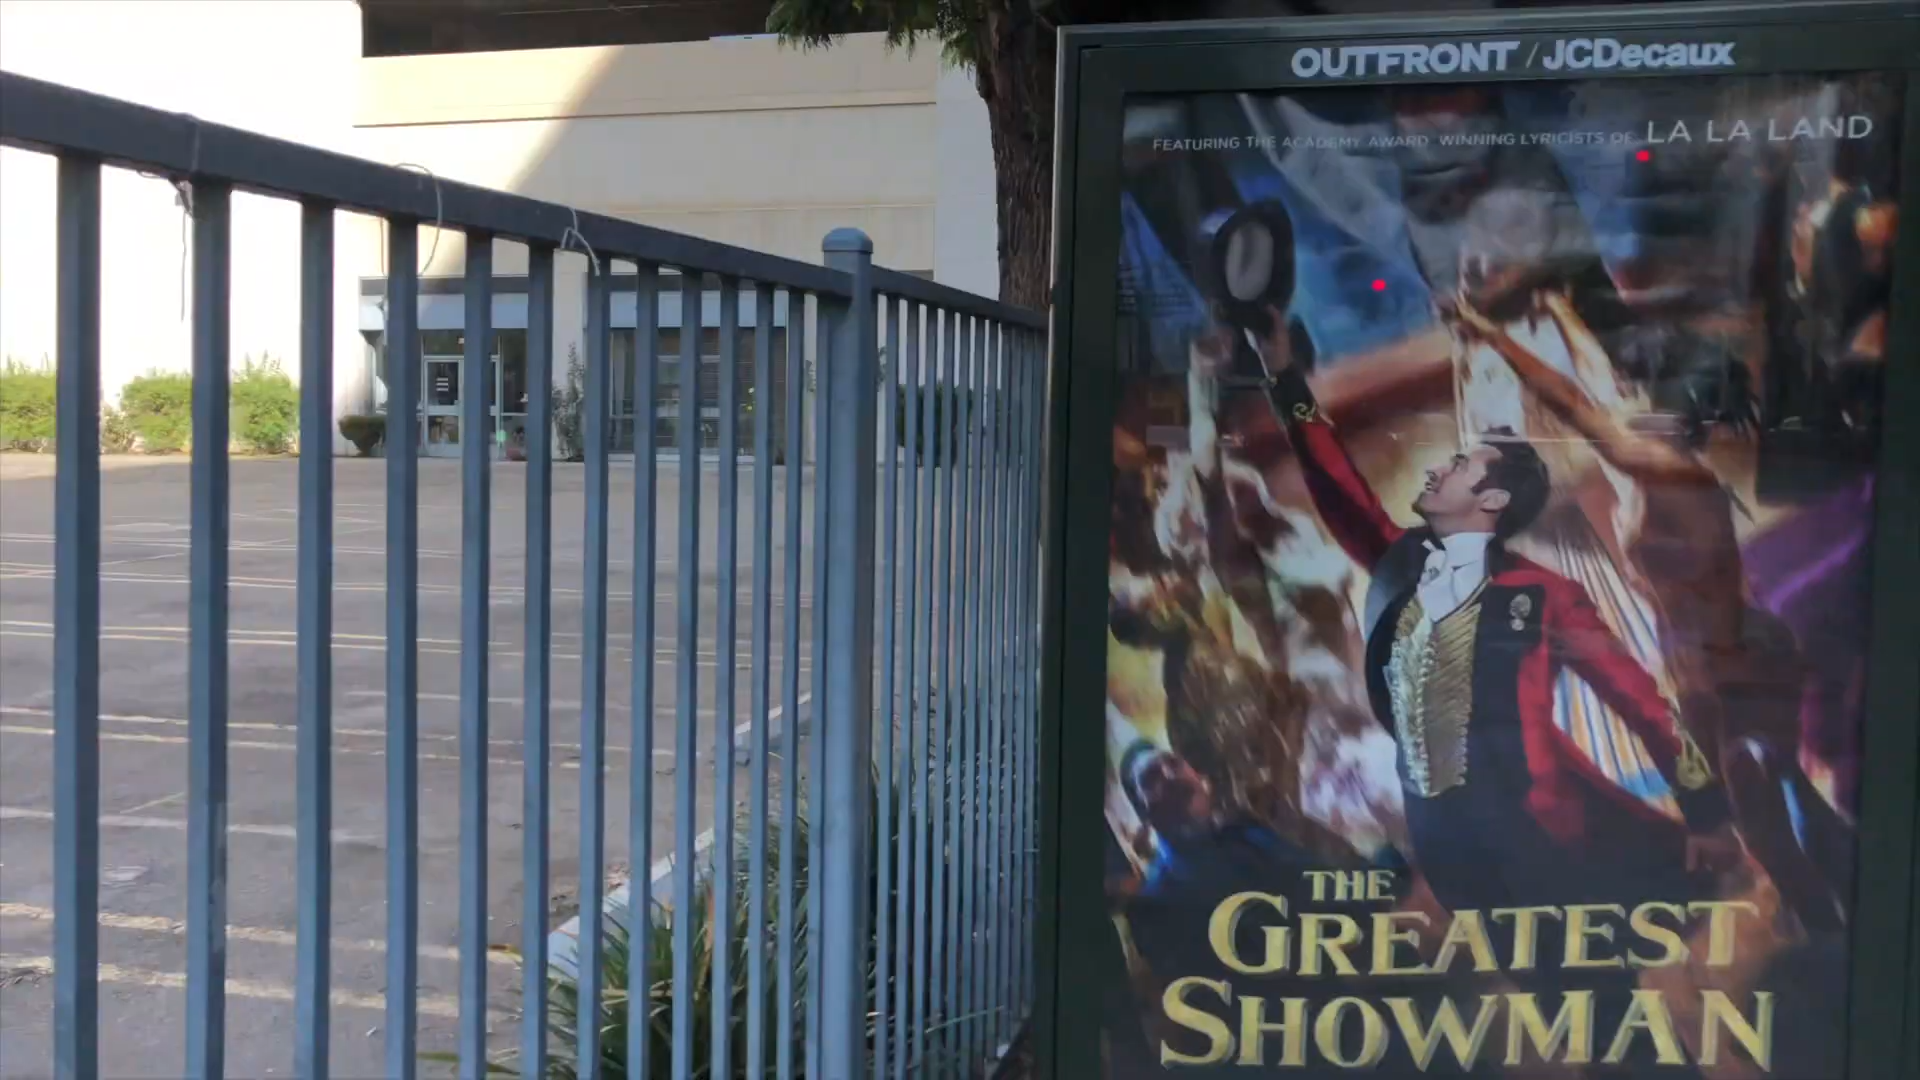 OUTFRONT / JCDecaux
FEATURING THE ACADEMY AWARD WINNING LYRICISTS OF LA LA LAND
THE
GREATEST
SHOWMAN